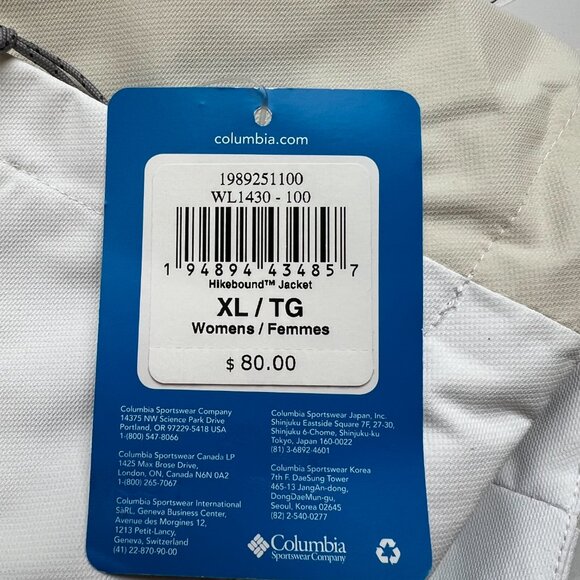 columbia.com
1989251100
WL1430 - 100
1 94894 43485 7
Hikebound™ Jacket
XL / TG
Womens / Femmes
$ 80.00
Columbia Sportswear Company
14375 NW Science Park Drive
Portland, OR 97229-5418 USA
1-(800) 547-8066
Columbia Sportswear Canada LP
1425 Max Brose Drive,
London, ON, Canada N6N 0A2
1-(800) 265-7067
Columbia Sportswear International
SàRL, Geneva Business Center,
Avenue des Morgines 12,
1213 Petit-Lancy,
Geneva, Switzerland
(41) 22-870-90-00
Columbia Sportswear Japan, Inc.
Shinjuku Eastside Square 7F, 27-30,
Shinjuku 6-Chome, Shinjuku-ku
Tokyo, Japan 160-0022
(81) 3-6892-4601
Columbia Sportswear Korea
7th F. DaeSung Tower
465-13 JangAn-dong,
DongDaeMun-gu,
Seoul, Korea 02645
(82) 2-540-0277
Columbia
Sportswear Company